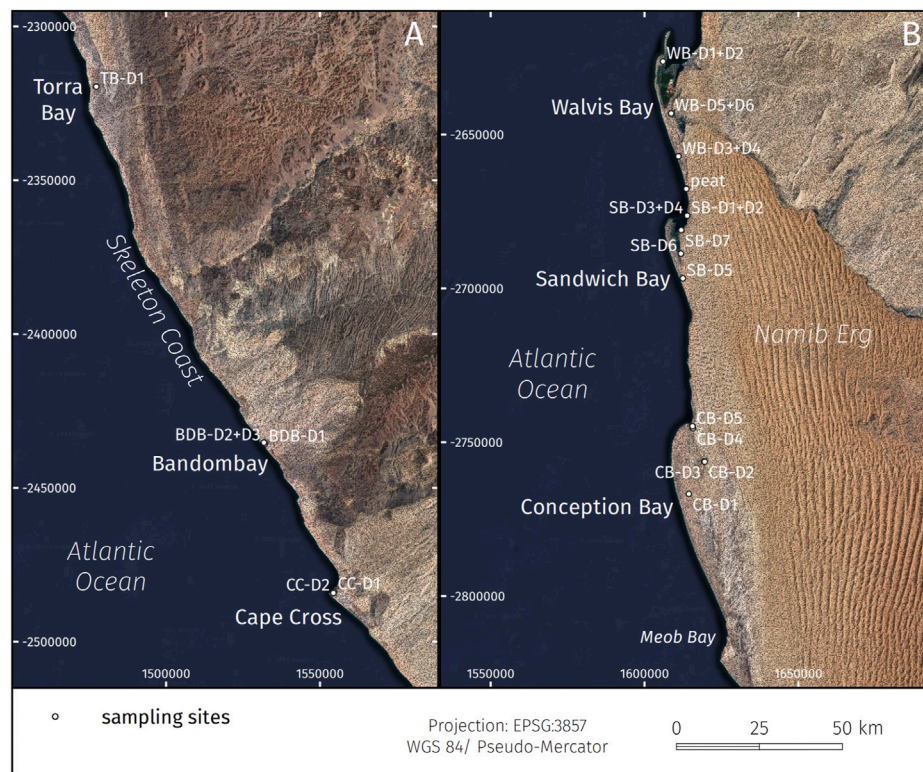 A
-2300000
TB-D1
Torra
Bay
-2350000
Skeleton Coast
-2400000
BDB-D2+D3
BDB-D1
Bandombay
-2450000
Atlantic
Ocean
CC-D2
CC-D1
Cape Cross
-2500000
1500000
1550000
B
WB-D1+D2
Walvis Bay
WB-D5+D6
-2650000
WB-D3+D4
peat
SB-D3+D4
SB-D1+D2
SB-D7
SB-D6
Sandwich Bay
SB-D5
-2700000
Namib Erg
Atlantic
Ocean
CB-D5
CB-D4
-2750000
CB-D3
CB-D2
Conception Bay
CB-D1
-2800000
Meob Bay
1550000
1600000
1650000
sampling sites
Projection: EPSG:3857
WGS 84/ Pseudo-Mercator
0 25 50 km